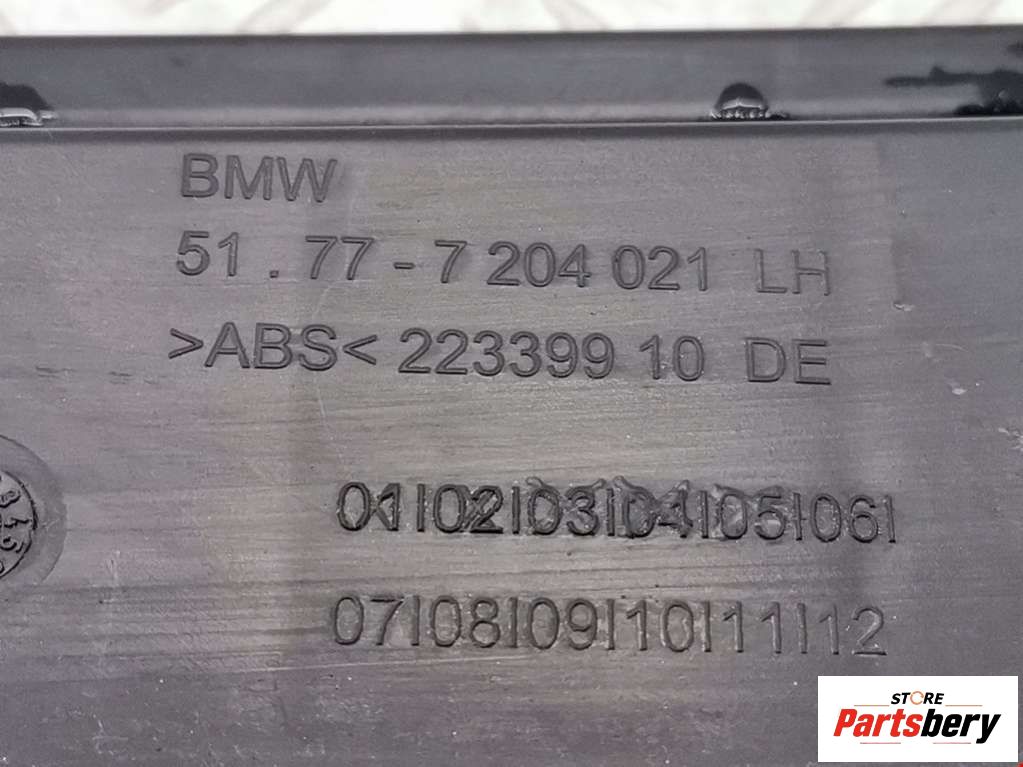 BMW
51.77-7 204 021 LH
>ABS< 223399 10 DE
01|02|03|04|05|06|
07|08|09|10|11|12
STORE
Partsbery